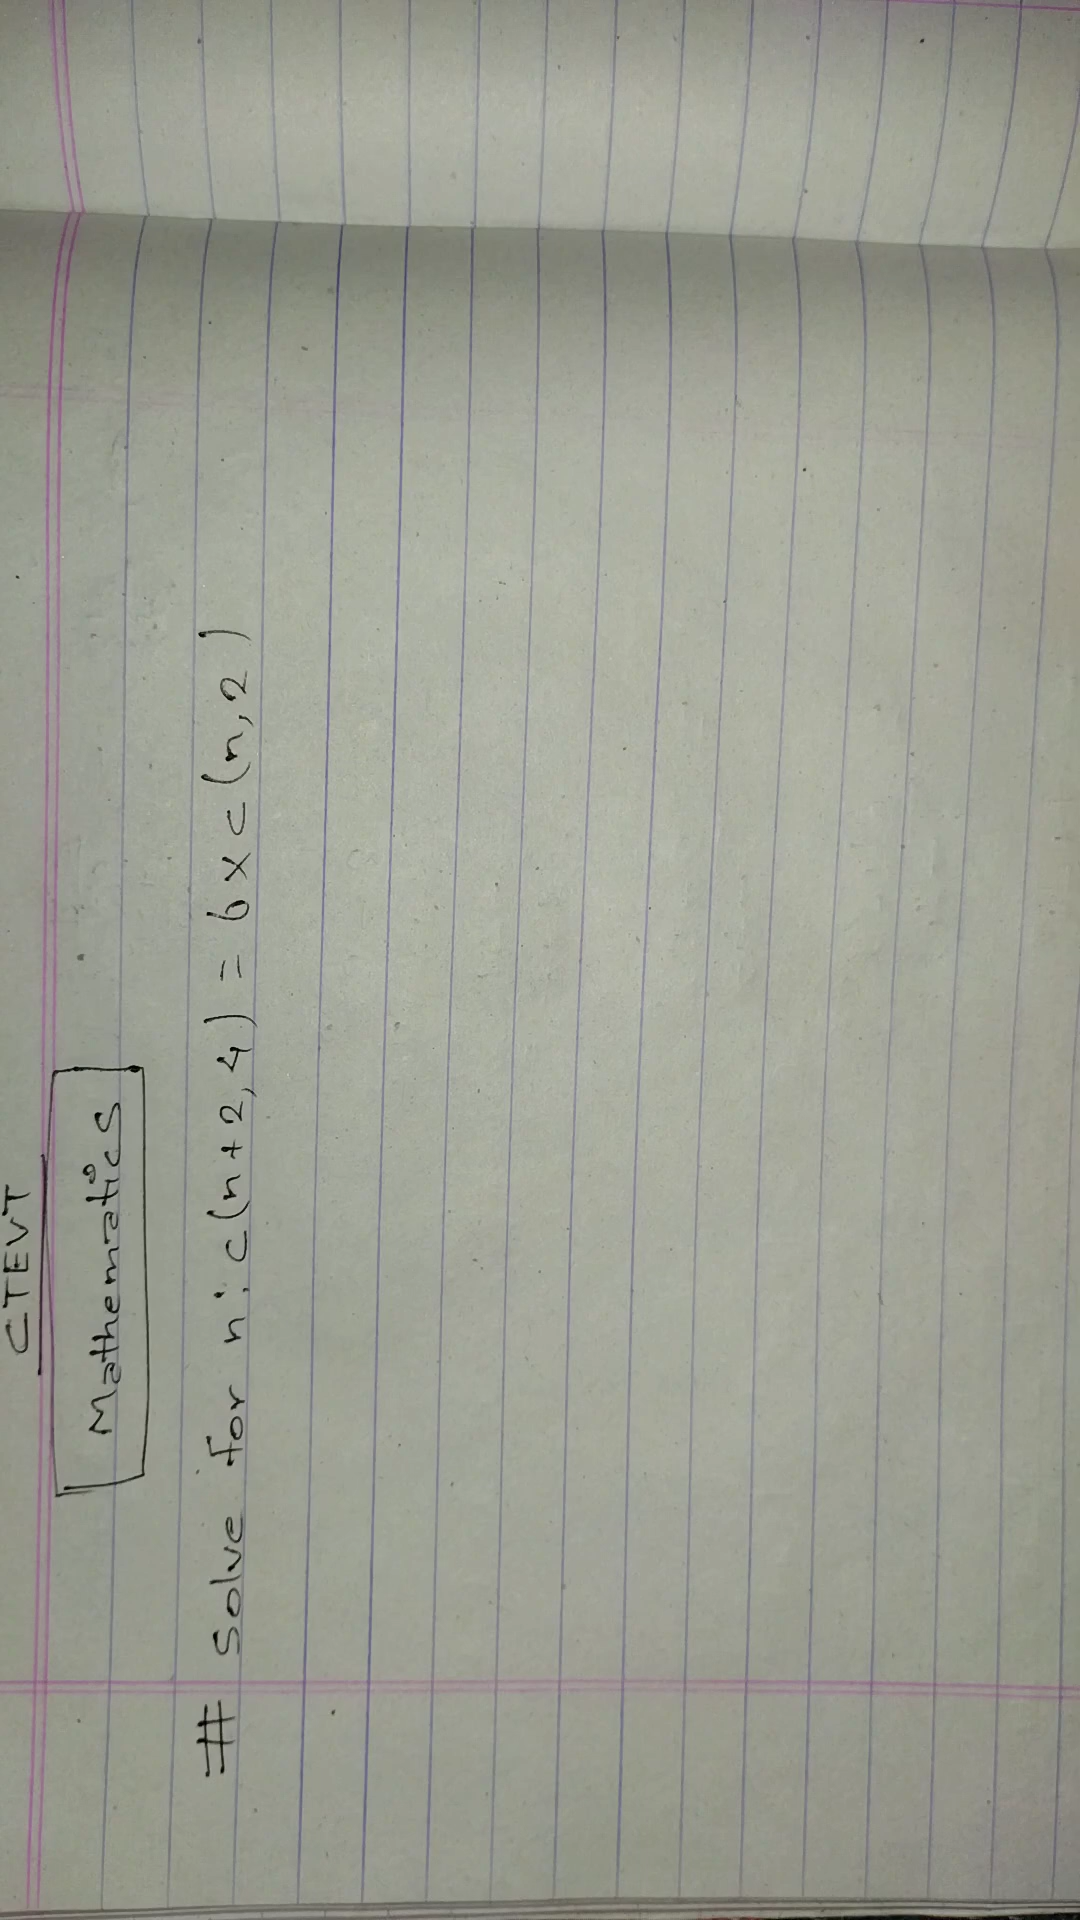 CTEVT
Mathematics
# Solve for n: c(n+2, 4) = 6 x c(n, 2)